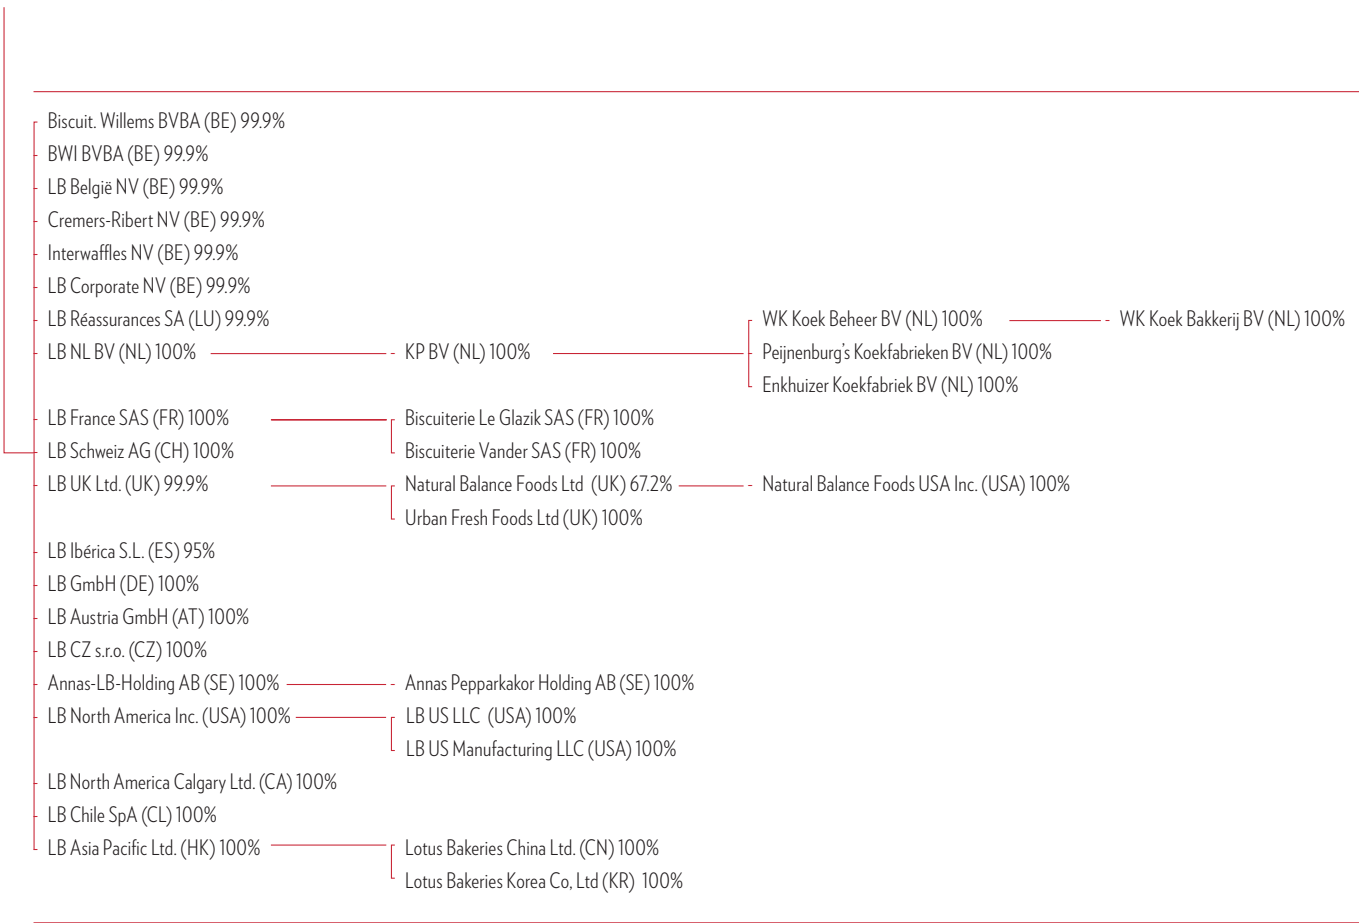 Biscuit. Willems BVBA (BE) 99.9%
BWI BVBA (BE) 99.9%
LB België NV (BE) 99.9%
Cremers-Ribert NV (BE) 99.9%
Interwaffles NV (BE) 99.9%
LB Corporate NV (BE) 99.9%
LB Réassurances SA (LU) 99.9%
WK Koek Beheer BV (NL) 100%
WK Koek Bakkerij BV (NL) 100%
LB NL BV (NL) 100%
KP BV (NL) 100%
Peijnenburg's Koekfabrieken BV (NL) 100%
Enkhuizer Koekfabriek BV (NL) 100%
LB France SAS (FR) 100%
Biscuiterie Le Glazik SAS (FR) 100%
LB Schweiz AG (CH) 100%
Biscuiterie Vander SAS (FR) 100%
LB UK Ltd. (UK) 99.9%
Natural Balance Foods Ltd (UK) 67.2%
Natural Balance Foods USA Inc. (USA) 100%
Urban Fresh Foods Ltd (UK) 100%
LB Ibérica S.L. (ES) 95%
LB GmbH (DE) 100%
LB Austria GmbH (AT) 100%
LB CZ s.r.o. (CZ) 100%
Annas-LB-Holding AB (SE) 100%
Annas Pepparkakor Holding AB (SE) 100%
LB North America Inc. (USA) 100%
LB US LLC (USA) 100%
LB US Manufacturing LLC (USA) 100%
LB North America Calgary Ltd. (CA) 100%
LB Chile SpA (CL) 100%
LB Asia Pacific Ltd. (HK) 100%
Lotus Bakeries China Ltd. (CN) 100%
Lotus Bakeries Korea Co, Ltd (KR) 100%